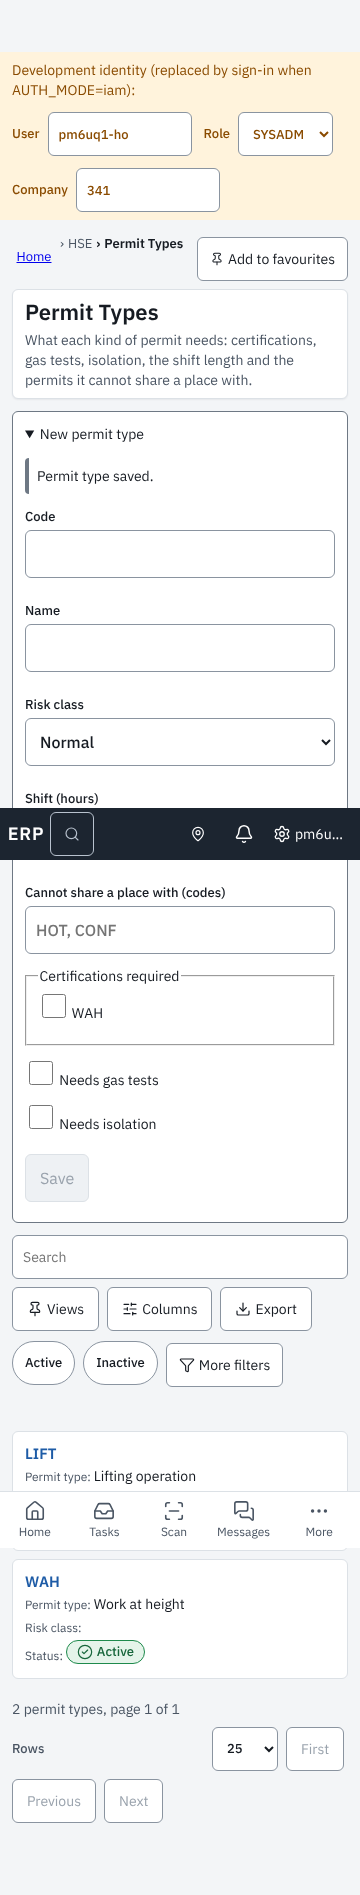 Development identity (replaced by sign-in when
AUTH_MODE=iam):
User pm6uq1-ho Role SYSADM
Company 341
Home › HSE › Permit Types Add to favourites
Permit Types
What each kind of permit needs: certifications,
gas tests, isolation, the shift length and the
permits it cannot share a place with.
New permit type
Permit type saved.
Code
Name
Risk class
Normal
Shift (hours)
ERP pm6u...
Cannot share a place with (codes)
HOT, CONF
Certifications required
WAH
Needs gas tests
Needs isolation
Save
Search
Views Columns Export
Active Inactive More filters
LIFT
Permit type: Lifting operation
Home Tasks Scan Messages More
WAH
Permit type: Work at height
Risk class:
Status: Active
2 permit types, page 1 of 1
Rows 25 First
Previous Next